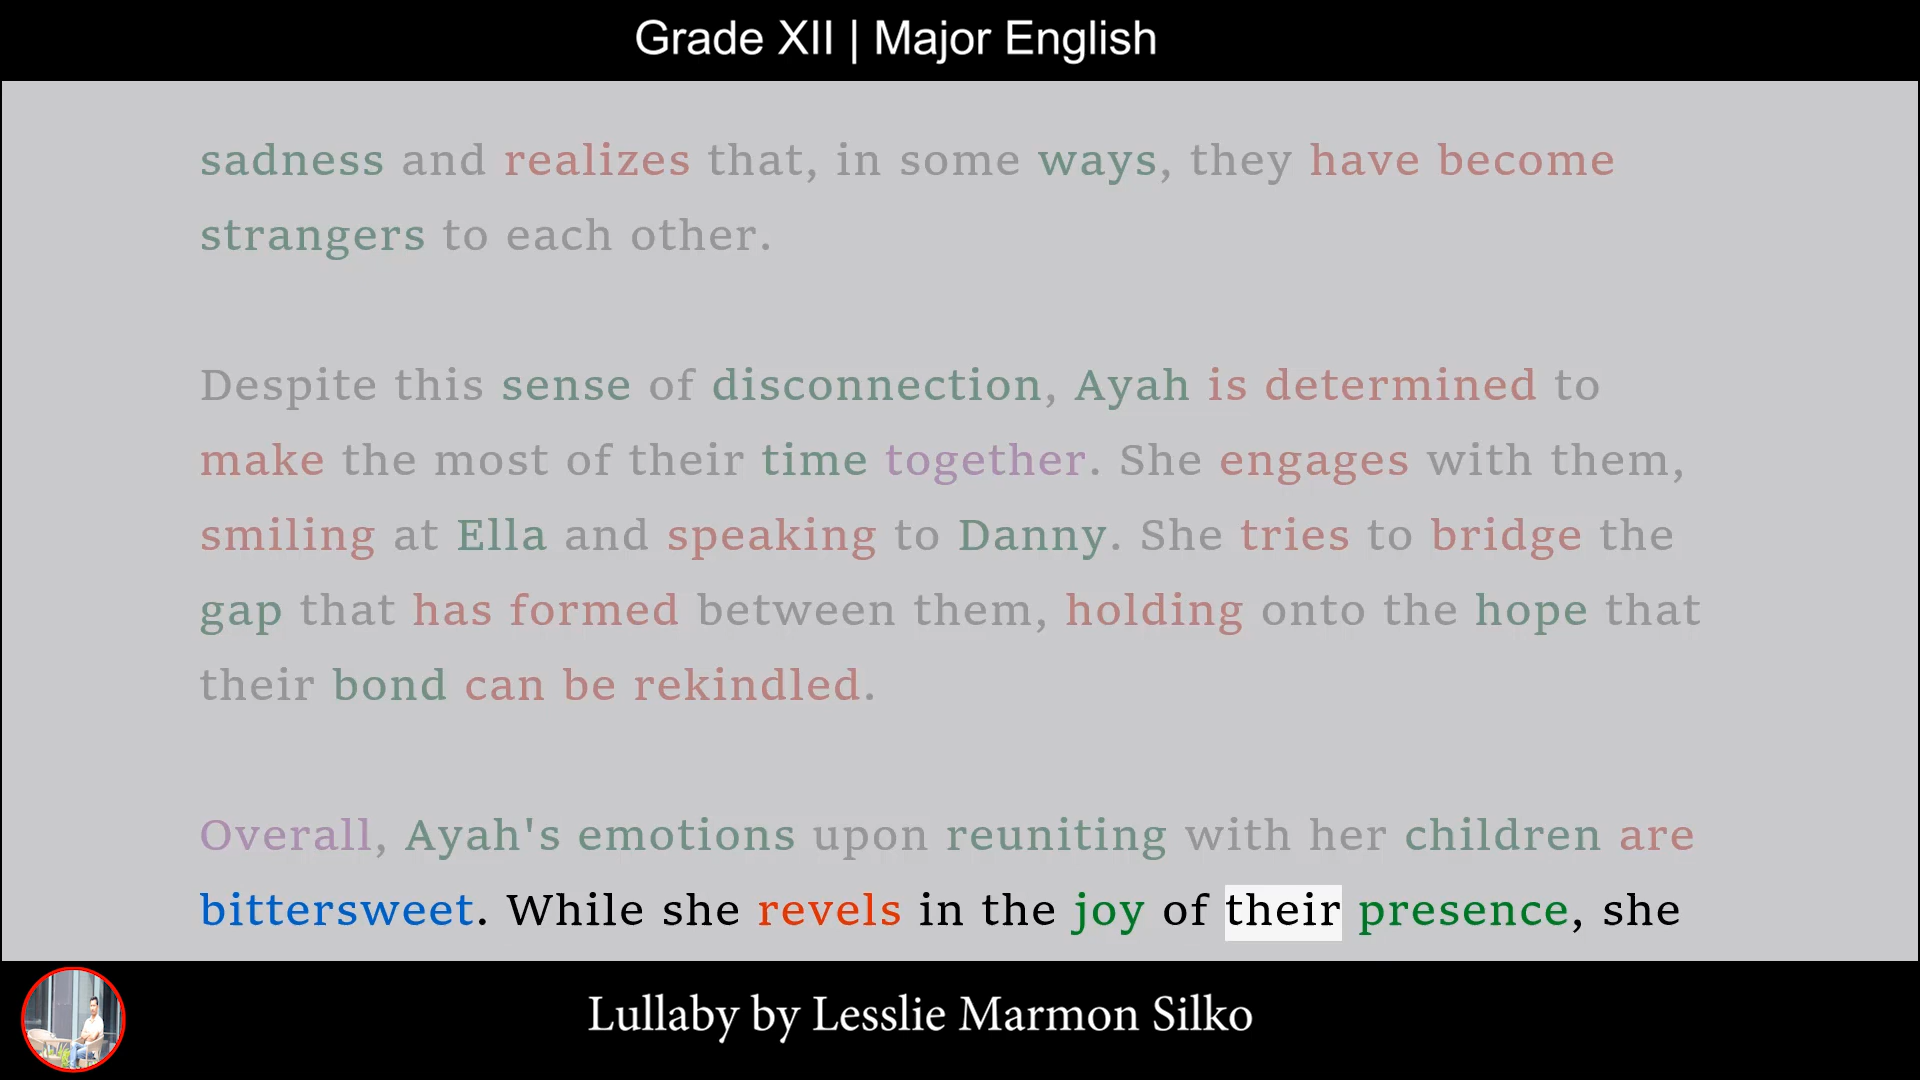 Grade XII | Major English
sadness and realizes that, in some ways, they have become
strangers to each other.
Despite this sense of disconnection, Ayah is determined to
make the most of their time together. She engages with them,
smiling at Ella and speaking to Danny. She tries to bridge the
gap that has formed between them, holding onto the hope that
their bond can be rekindled.
Overall, Ayah's emotions upon reuniting with her children are
bittersweet. While she revels in the joy of their presence, she
Lullaby by Lesslie Marmon Silko